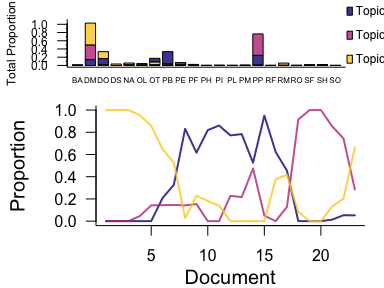 Total Proportion
1.0
0.8
0.6
0.4
0.2
0.0
BA DM DO DS NA OL OT PB PE PF PH PI PL PM PP RF RM RO SF SH SO
Topic
Topic
Topic
Proportion
1.0
0.8
0.6
0.4
0.2
0.0
5 10 15 20
Document